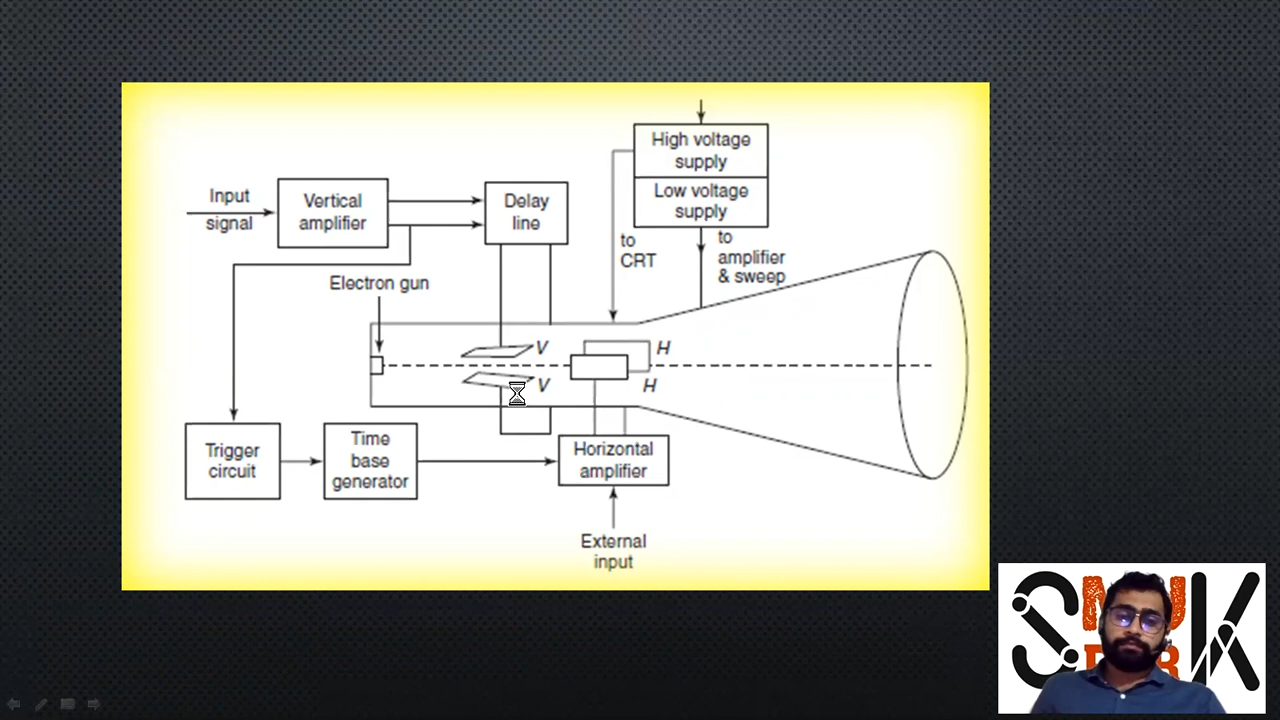 High voltage
supply
Low voltage
supply
Input
signal
Vertical
amplifier
Delay
line
to
CRT
to
amplifier
& sweep
Electron gun
V
H
V
H
Trigger
circuit
Time
base
generator
Horizontal
amplifier
External
input